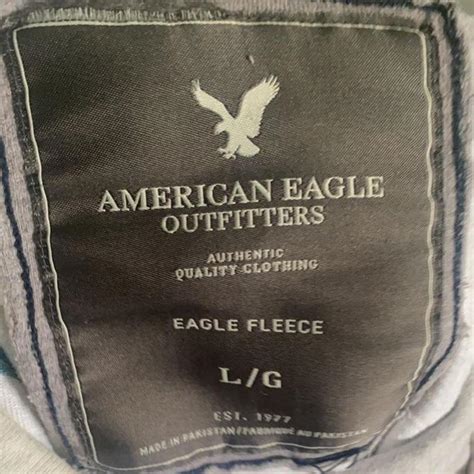 AMERICAN EAGLE
OUTFITTERS
AUTHENTIC
QUALITY CLOTHING
EAGLE FLEECE
L/G
EST. 1977
MADE IN PAKISTAN/FABRIQUÉ AU PAKISTAN